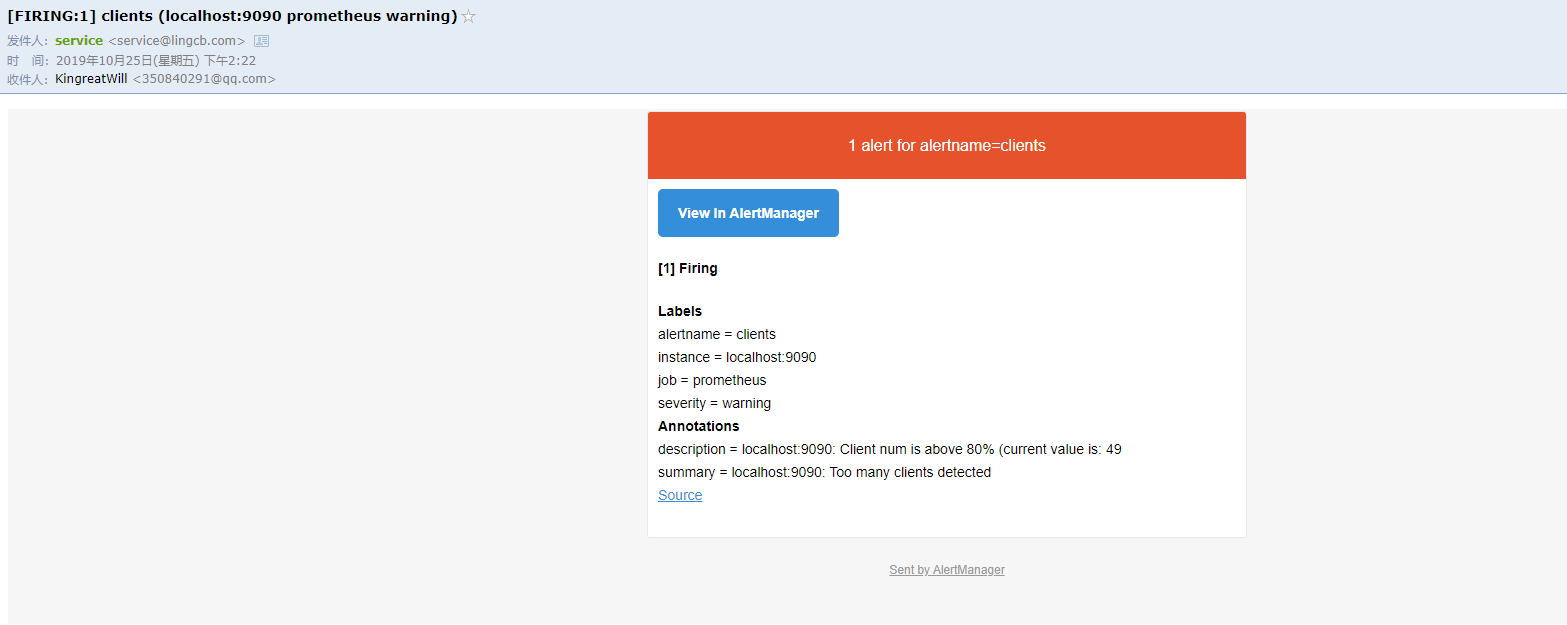 [FIRING:1] clients (localhost:9090 prometheus warning)
发件人: service <service@lingcb.com>
时 间: 2019年10月25日(星期五) 下午2:22
收件人: KingreatWill <350840291@qq.com>
1 alert for alertname=clients
View In AlertManager
[1] Firing
Labels
alertname = clients
instance = localhost:9090
job = prometheus
severity = warning
Annotations
description = localhost:9090: Client num is above 80% (current value is: 49
summary = localhost:9090: Too many clients detected
Source
Sent by AlertManager